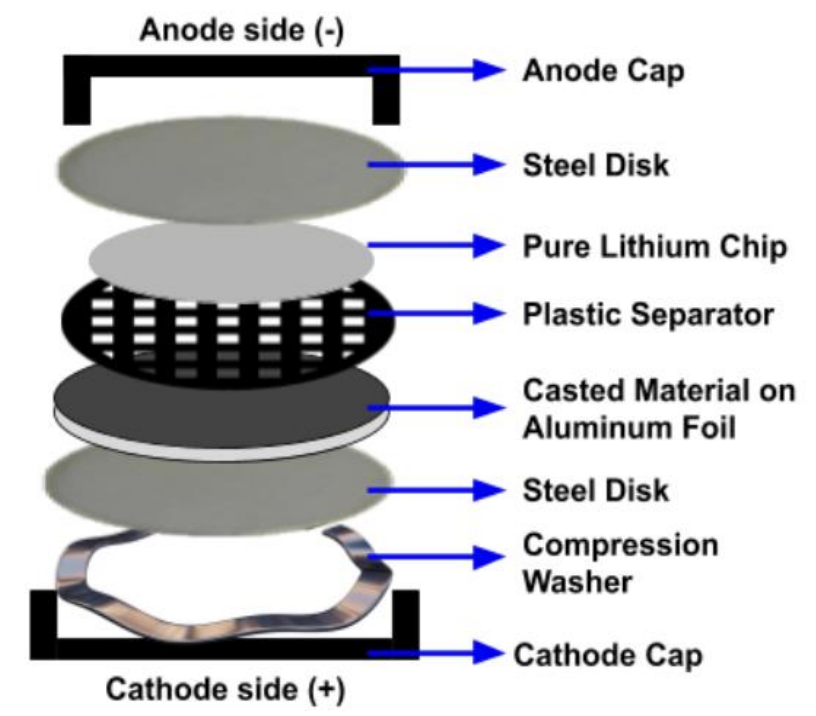 Anode side (-)
Anode Cap
Steel Disk
Pure Lithium Chip
Plastic Separator
Casted Material on
Aluminum Foil
Steel Disk
Compression
Washer
Cathode Cap
Cathode side (+)